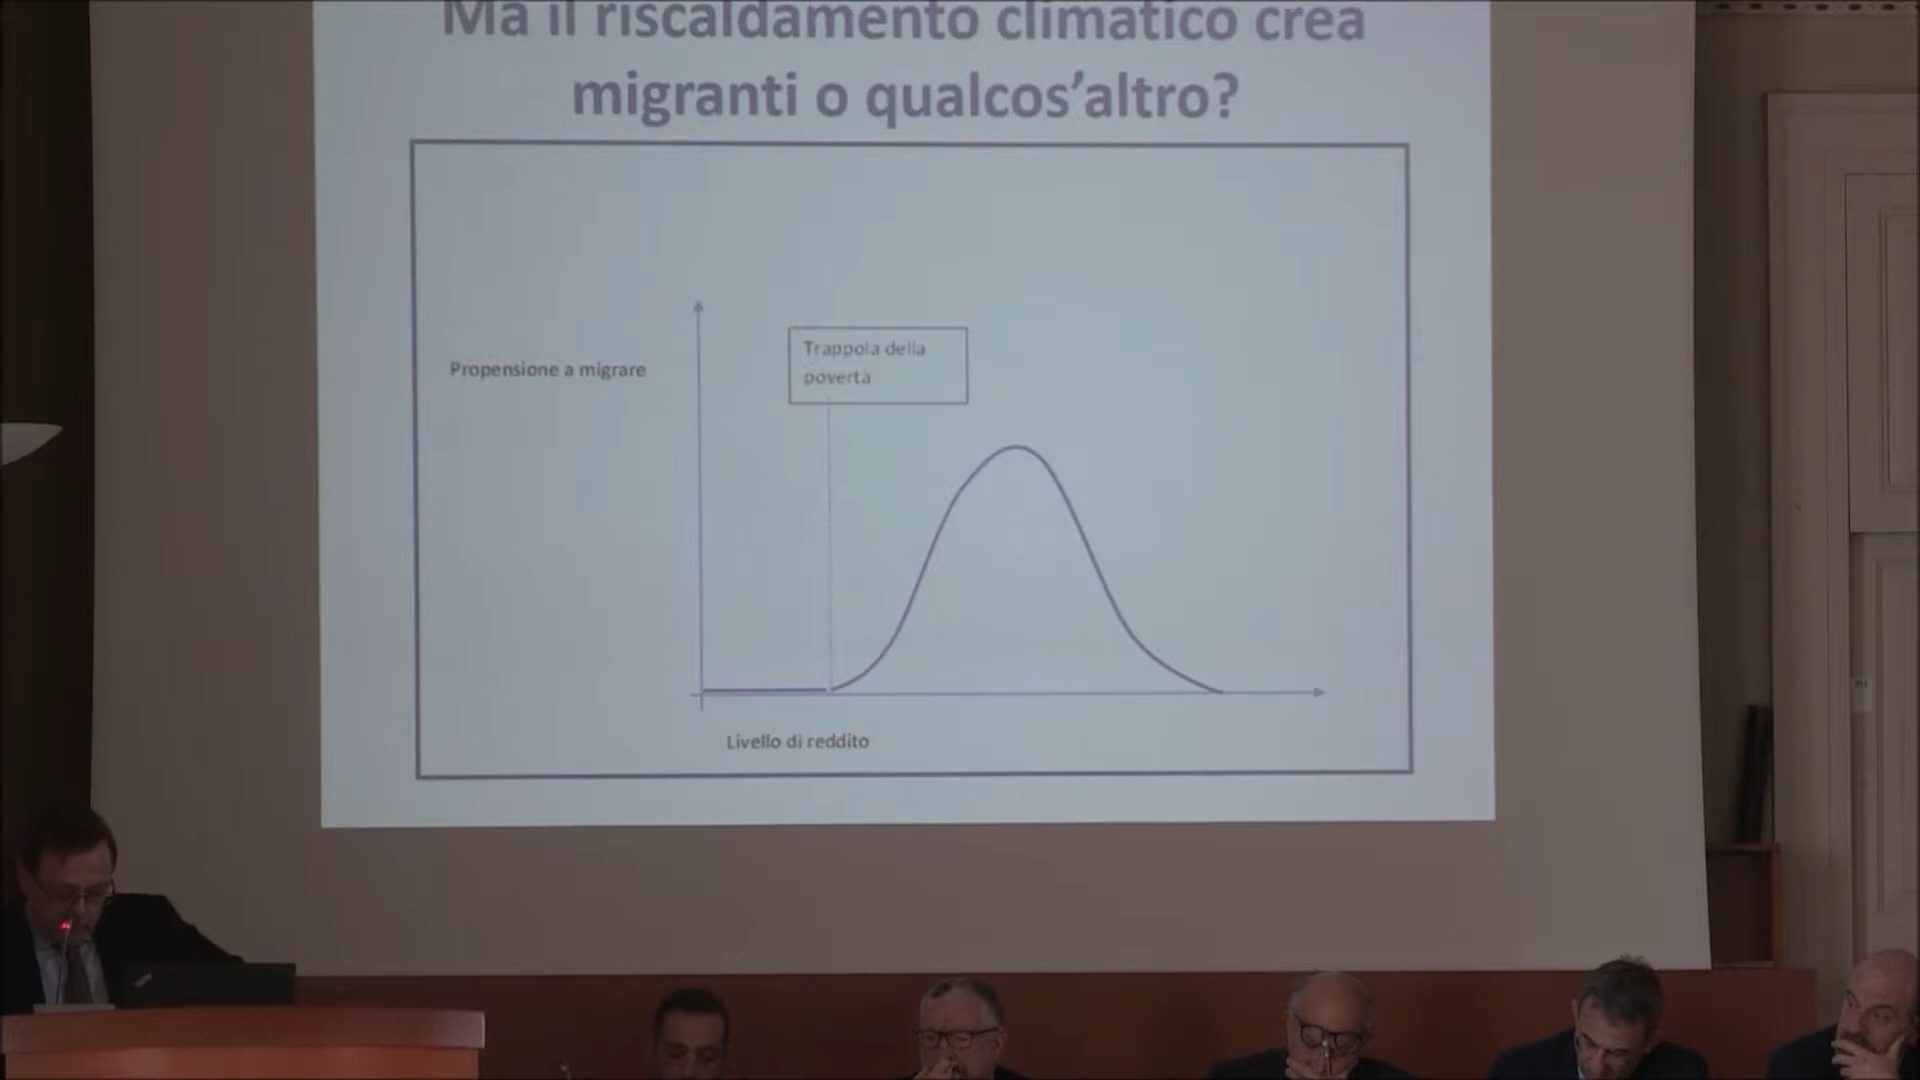 Ma il riscaldamento climatico crea
migranti o qualcos'altro?
Trappola della
povertà
Propensione a migrare
Livello di reddito